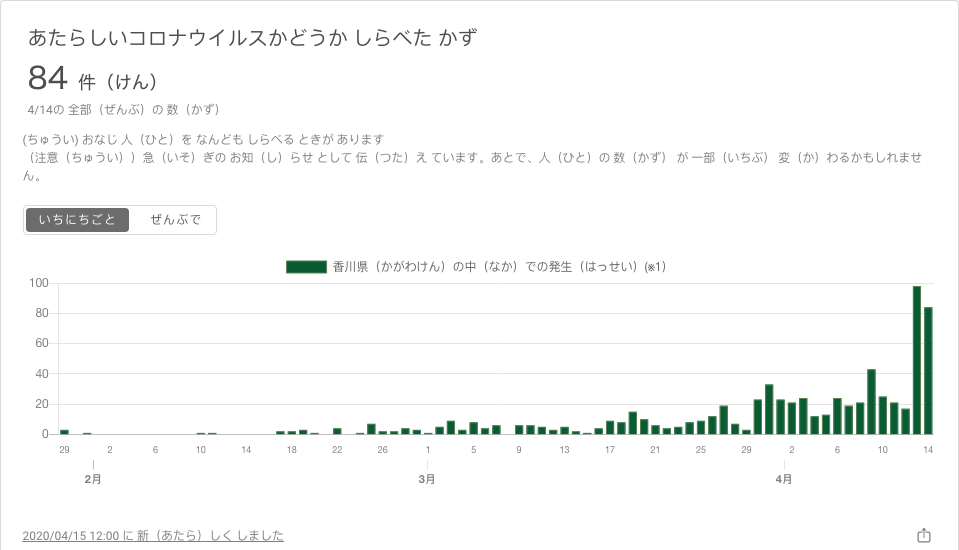 あたらしいコロナウイルスかどうか しらべた かず
84 件（けん）
4/14の 全部（ぜんぶ）の 数（かず）
(ちゅうい) おなじ 人（ひと）を なんども しらべる ときが あります
（注意（ちゅうい））急（いそ）ぎの お知（し）らせ として 伝（つた）え ています。あとで、人（ひと）の 数（かず） が 一部（いちぶ） 変（か）わるかもしれませ
ん。
いちにちごと ぜんぶで
香川県（かがわけん）の中（なか）での発生（はっせい）(※1)
100
80
60
40
20
0
29 2 6 10 14 18 22 26 1 5 9 13 17 21 25 29 2 6 10 14
2月 3月 4月
2020/04/15 12:00 に 新（あたら）しく しました